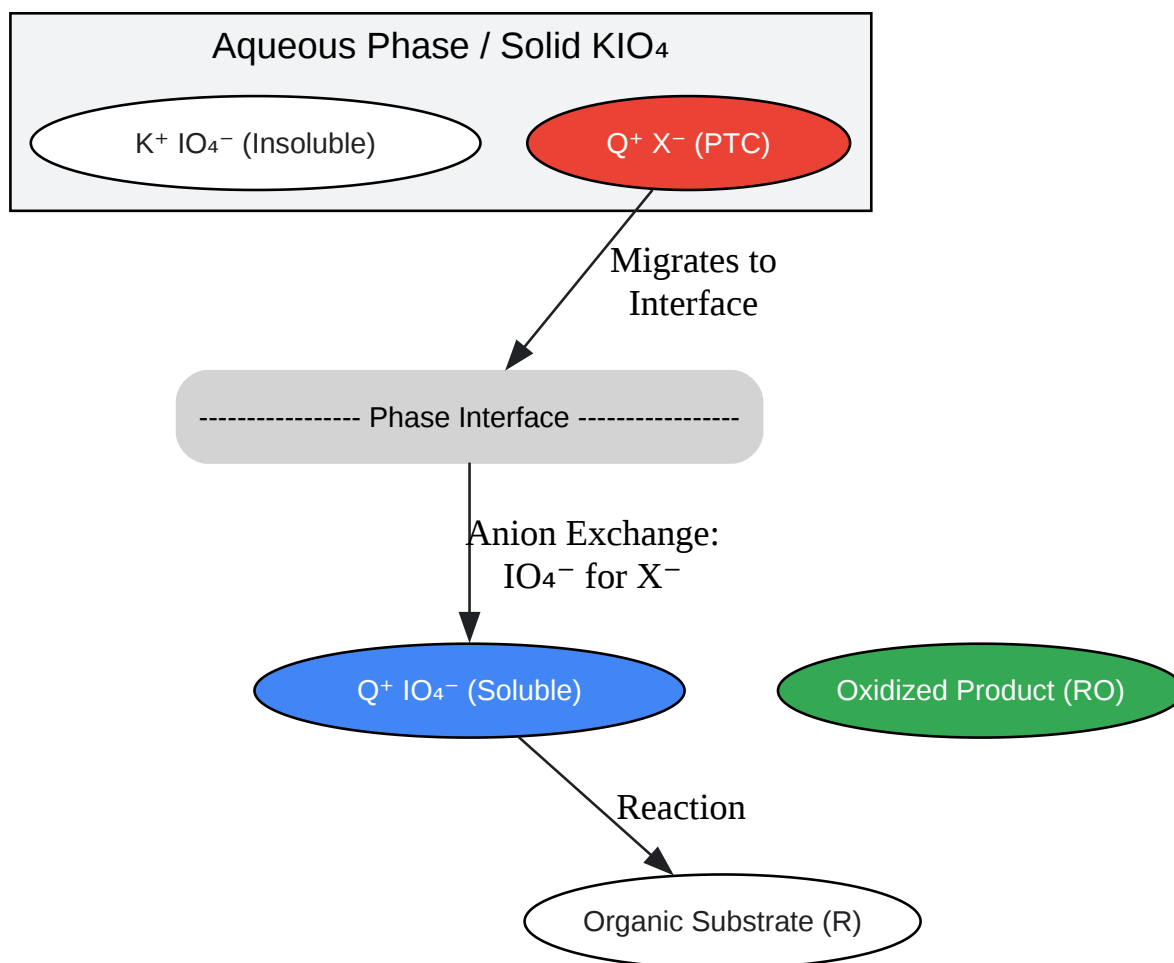 Aqueous Phase / Solid KIO₄
K⁺ IO₄⁻ (Insoluble)
Q⁺ X⁻ (PTC)
Migrates to
Interface
----------------- Phase Interface -----------------
Anion Exchange:
IO₄⁻ for X⁻
Q⁺ IO₄⁻ (Soluble)
Oxidized Product (RO)
Reaction
Organic Substrate (R)